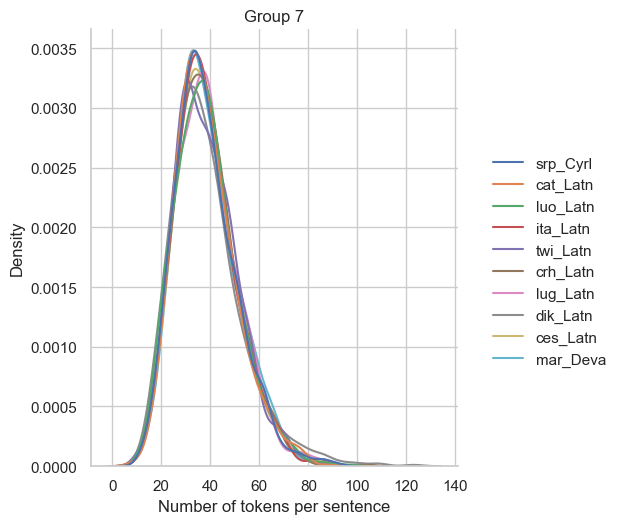 Group 7
0.0035
0.0030
0.0025
0.0020
0.0015
0.0010
0.0005
0.0000
Density
0 20 40 60 80 100 120 140
Number of tokens per sentence
srp_Cyrl
cat_Latn
luo_Latn
ita_Latn
twi_Latn
crh_Latn
lug_Latn
dik_Latn
ces_Latn
mar_Deva